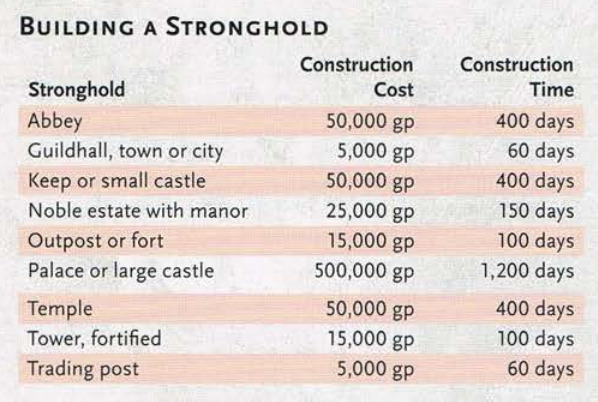 BUILDING A STRONGHOLD
Construction Construction
Stronghold Cost Time
Abbey 50,000 gp 400 days
Guildhall, town or city 5,000 gp 60 days
Keep or small castle 50,000 gp 400 days
Noble estate with manor 25,000 gp 150 days
Outpost or fort 15,000 gp 100 days
Palace or large castle 500,000 gp 1,200 days
Temple 50,000 gp 400 days
Tower, fortified 15,000 gp 100 days
Trading post 5,000 gp 60 days